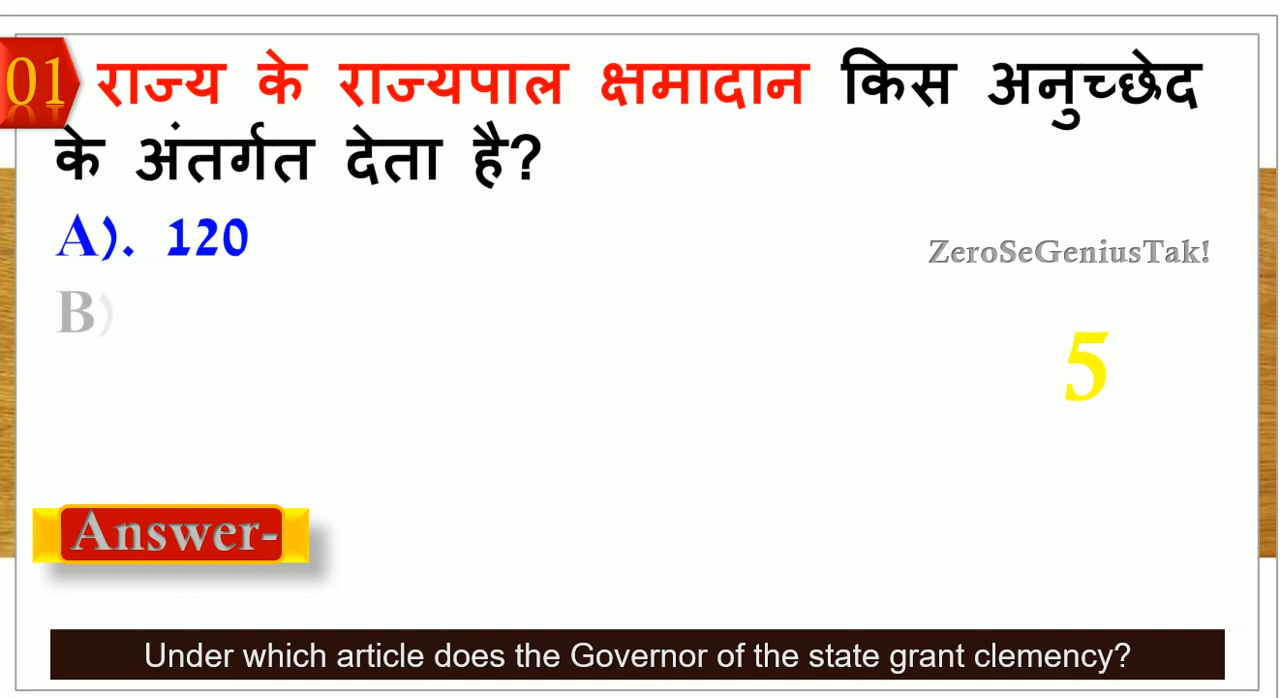 01 राज्य के राज्यपाल क्षमादान किस अनुच्छेद
के अंतर्गत देता है?
A). 120
ZeroSeGeniusTak!
B)
5
Answer-
Under which article does the Governor of the state grant clemency?